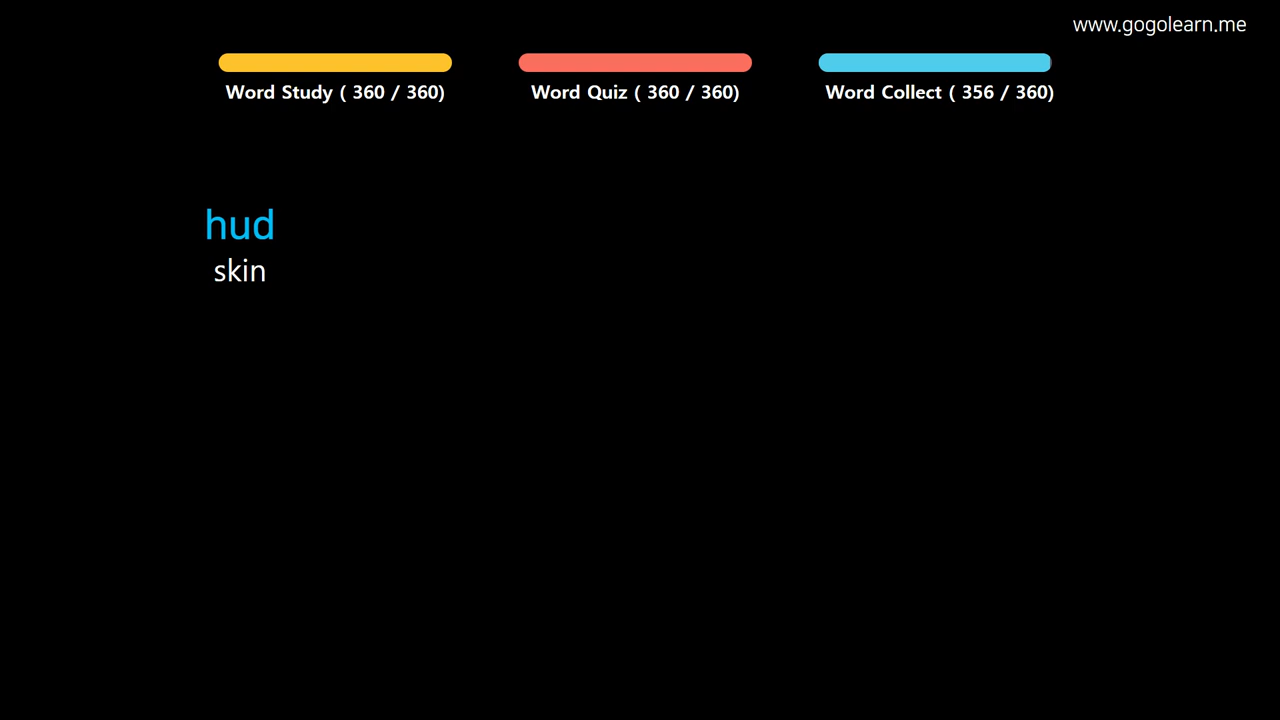 www.gogolearn.me
Word Study ( 360 / 360)
Word Quiz ( 360 / 360)
Word Collect ( 356 / 360)
hud
skin